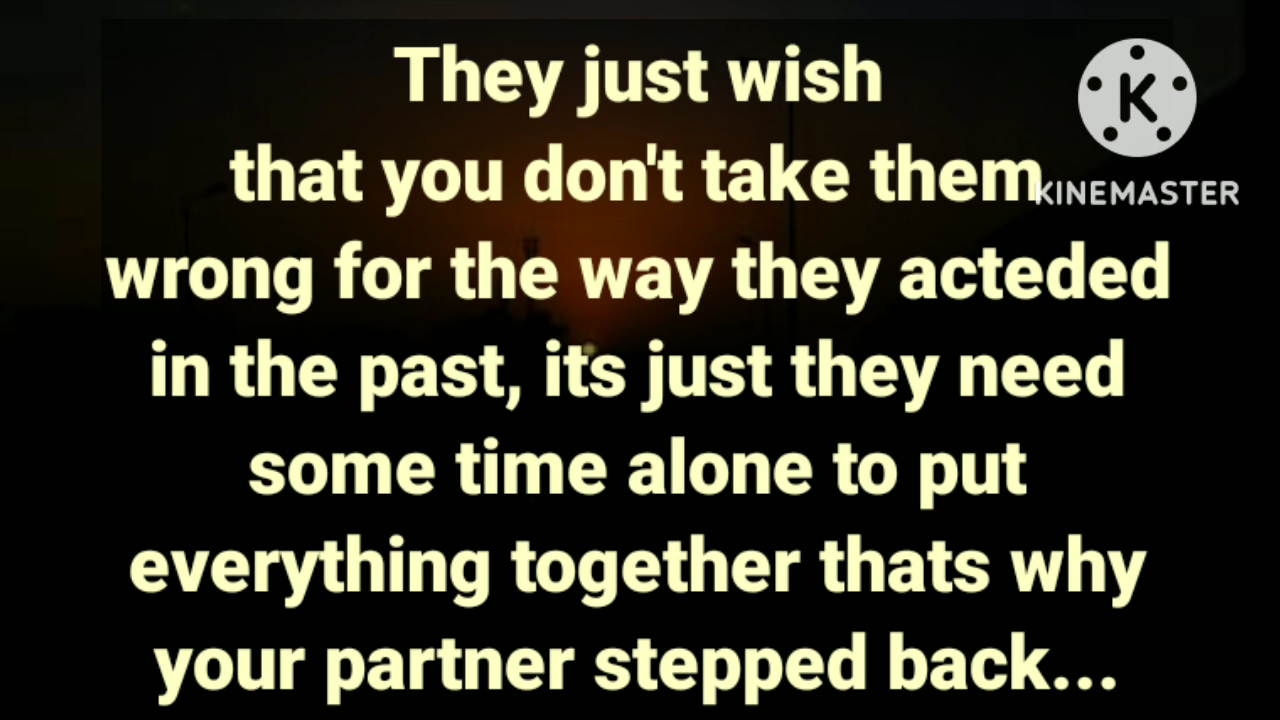 They just wish
that you don't take them
KINEMASTER
wrong for the way they acteded
in the past, its just they need
some time alone to put
everything together thats why
your partner stepped back...